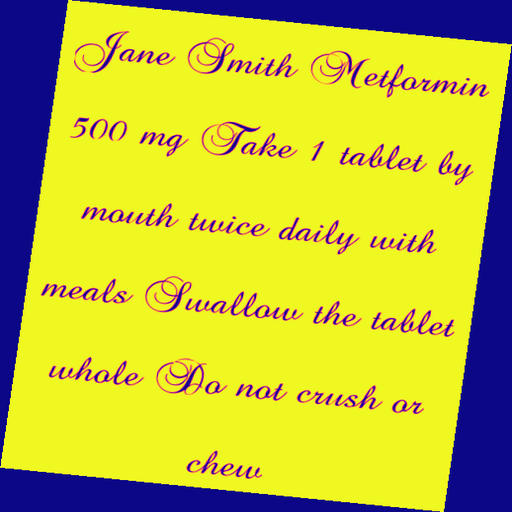 Jane Smith Metformin
500 mg Take 1 tablet by
mouth twice daily with
meals Swallow the tablet
whole Do not crush or
chew